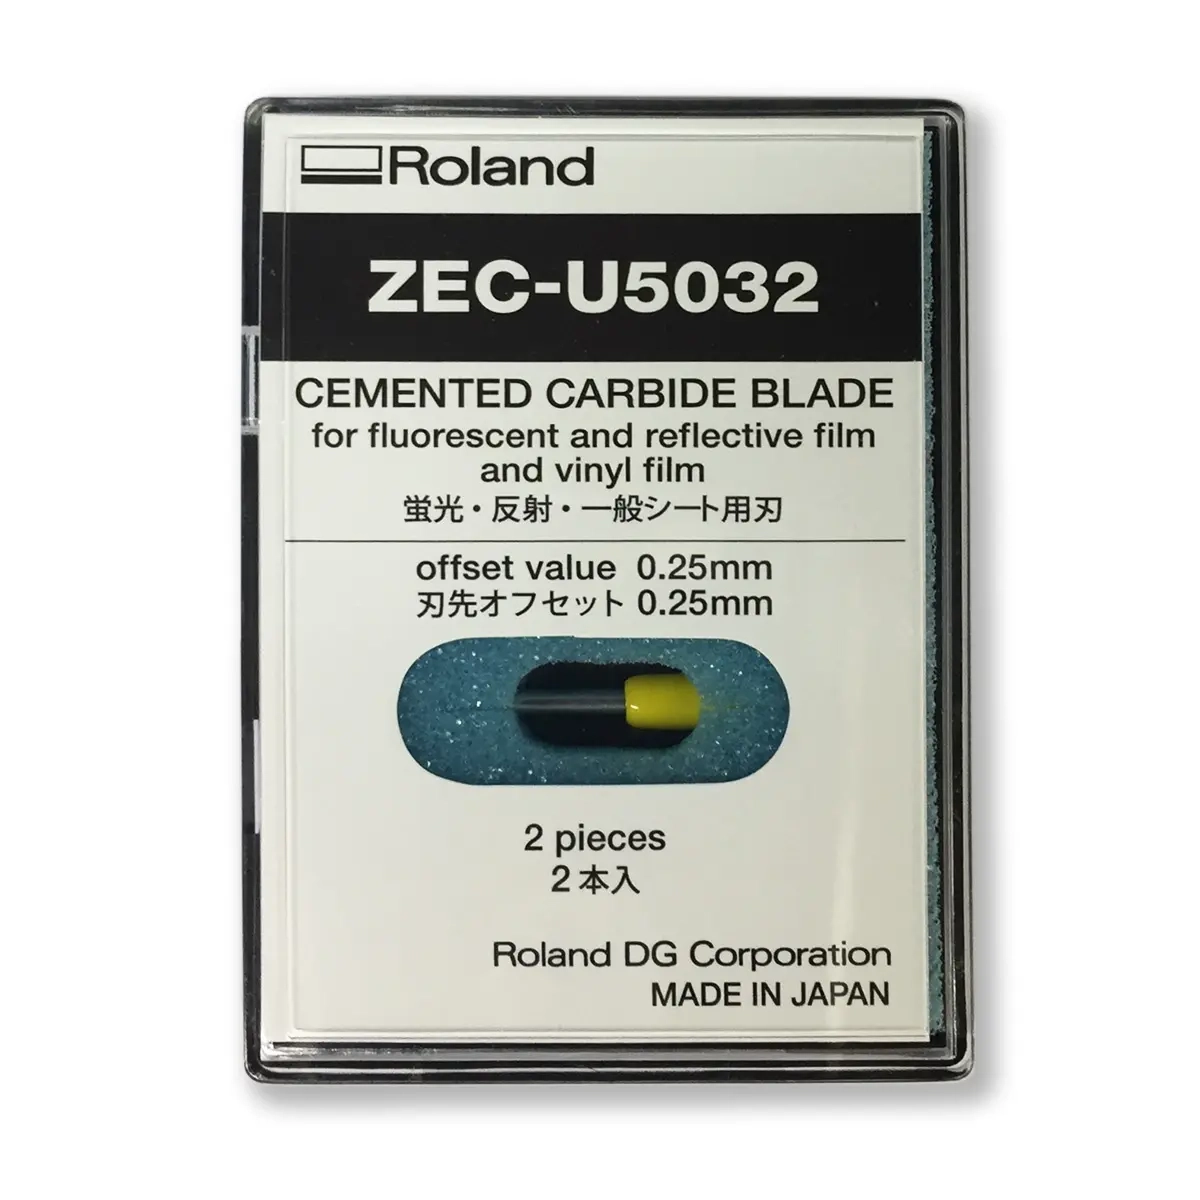 Roland
ZEC-U5032
CEMENTED CARBIDE BLADE
for fluorescent and reflective film
and vinyl film
蛍光・反射・一般シート用刃
offset value 0.25mm
刃先オフセット 0.25mm
2 pieces
2本入
Roland DG Corporation
MADE IN JAPAN